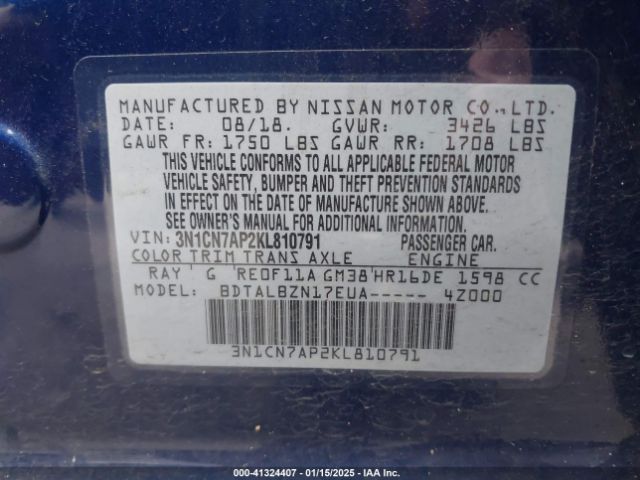 MANUFACTURED BY NISSAN MOTOR CO., LTD.
DATE: 08/18. GVWR: 3426 LBS
GAWR FR: 1750 LBS GAWR RR: 1708 LBS
THIS VEHICLE CONFORMS TO ALL APPLICABLE FEDERAL MOTOR
VEHICLE SAFETY, BUMPER AND THEFT PREVENTION STANDARDS
IN EFFECT ON THE DATE OF MANUFACTURE SHOWN ABOVE.
SEE OWNER'S MANUAL FOR ADDITIONAL INFORMATION.
VIN: 3N1CN7AP2KL810791 PASSENGER CAR.
COLOR TRIM TRANS AXLE ENGINE
RAY G RE0F11A GM38 HR16DE 1598 CC
MODEL: BDTALBZN17EUA----- 4Z000
3N1CN7AP2KL810791
000-41324407 - 01/15/2025 - IAA Inc.